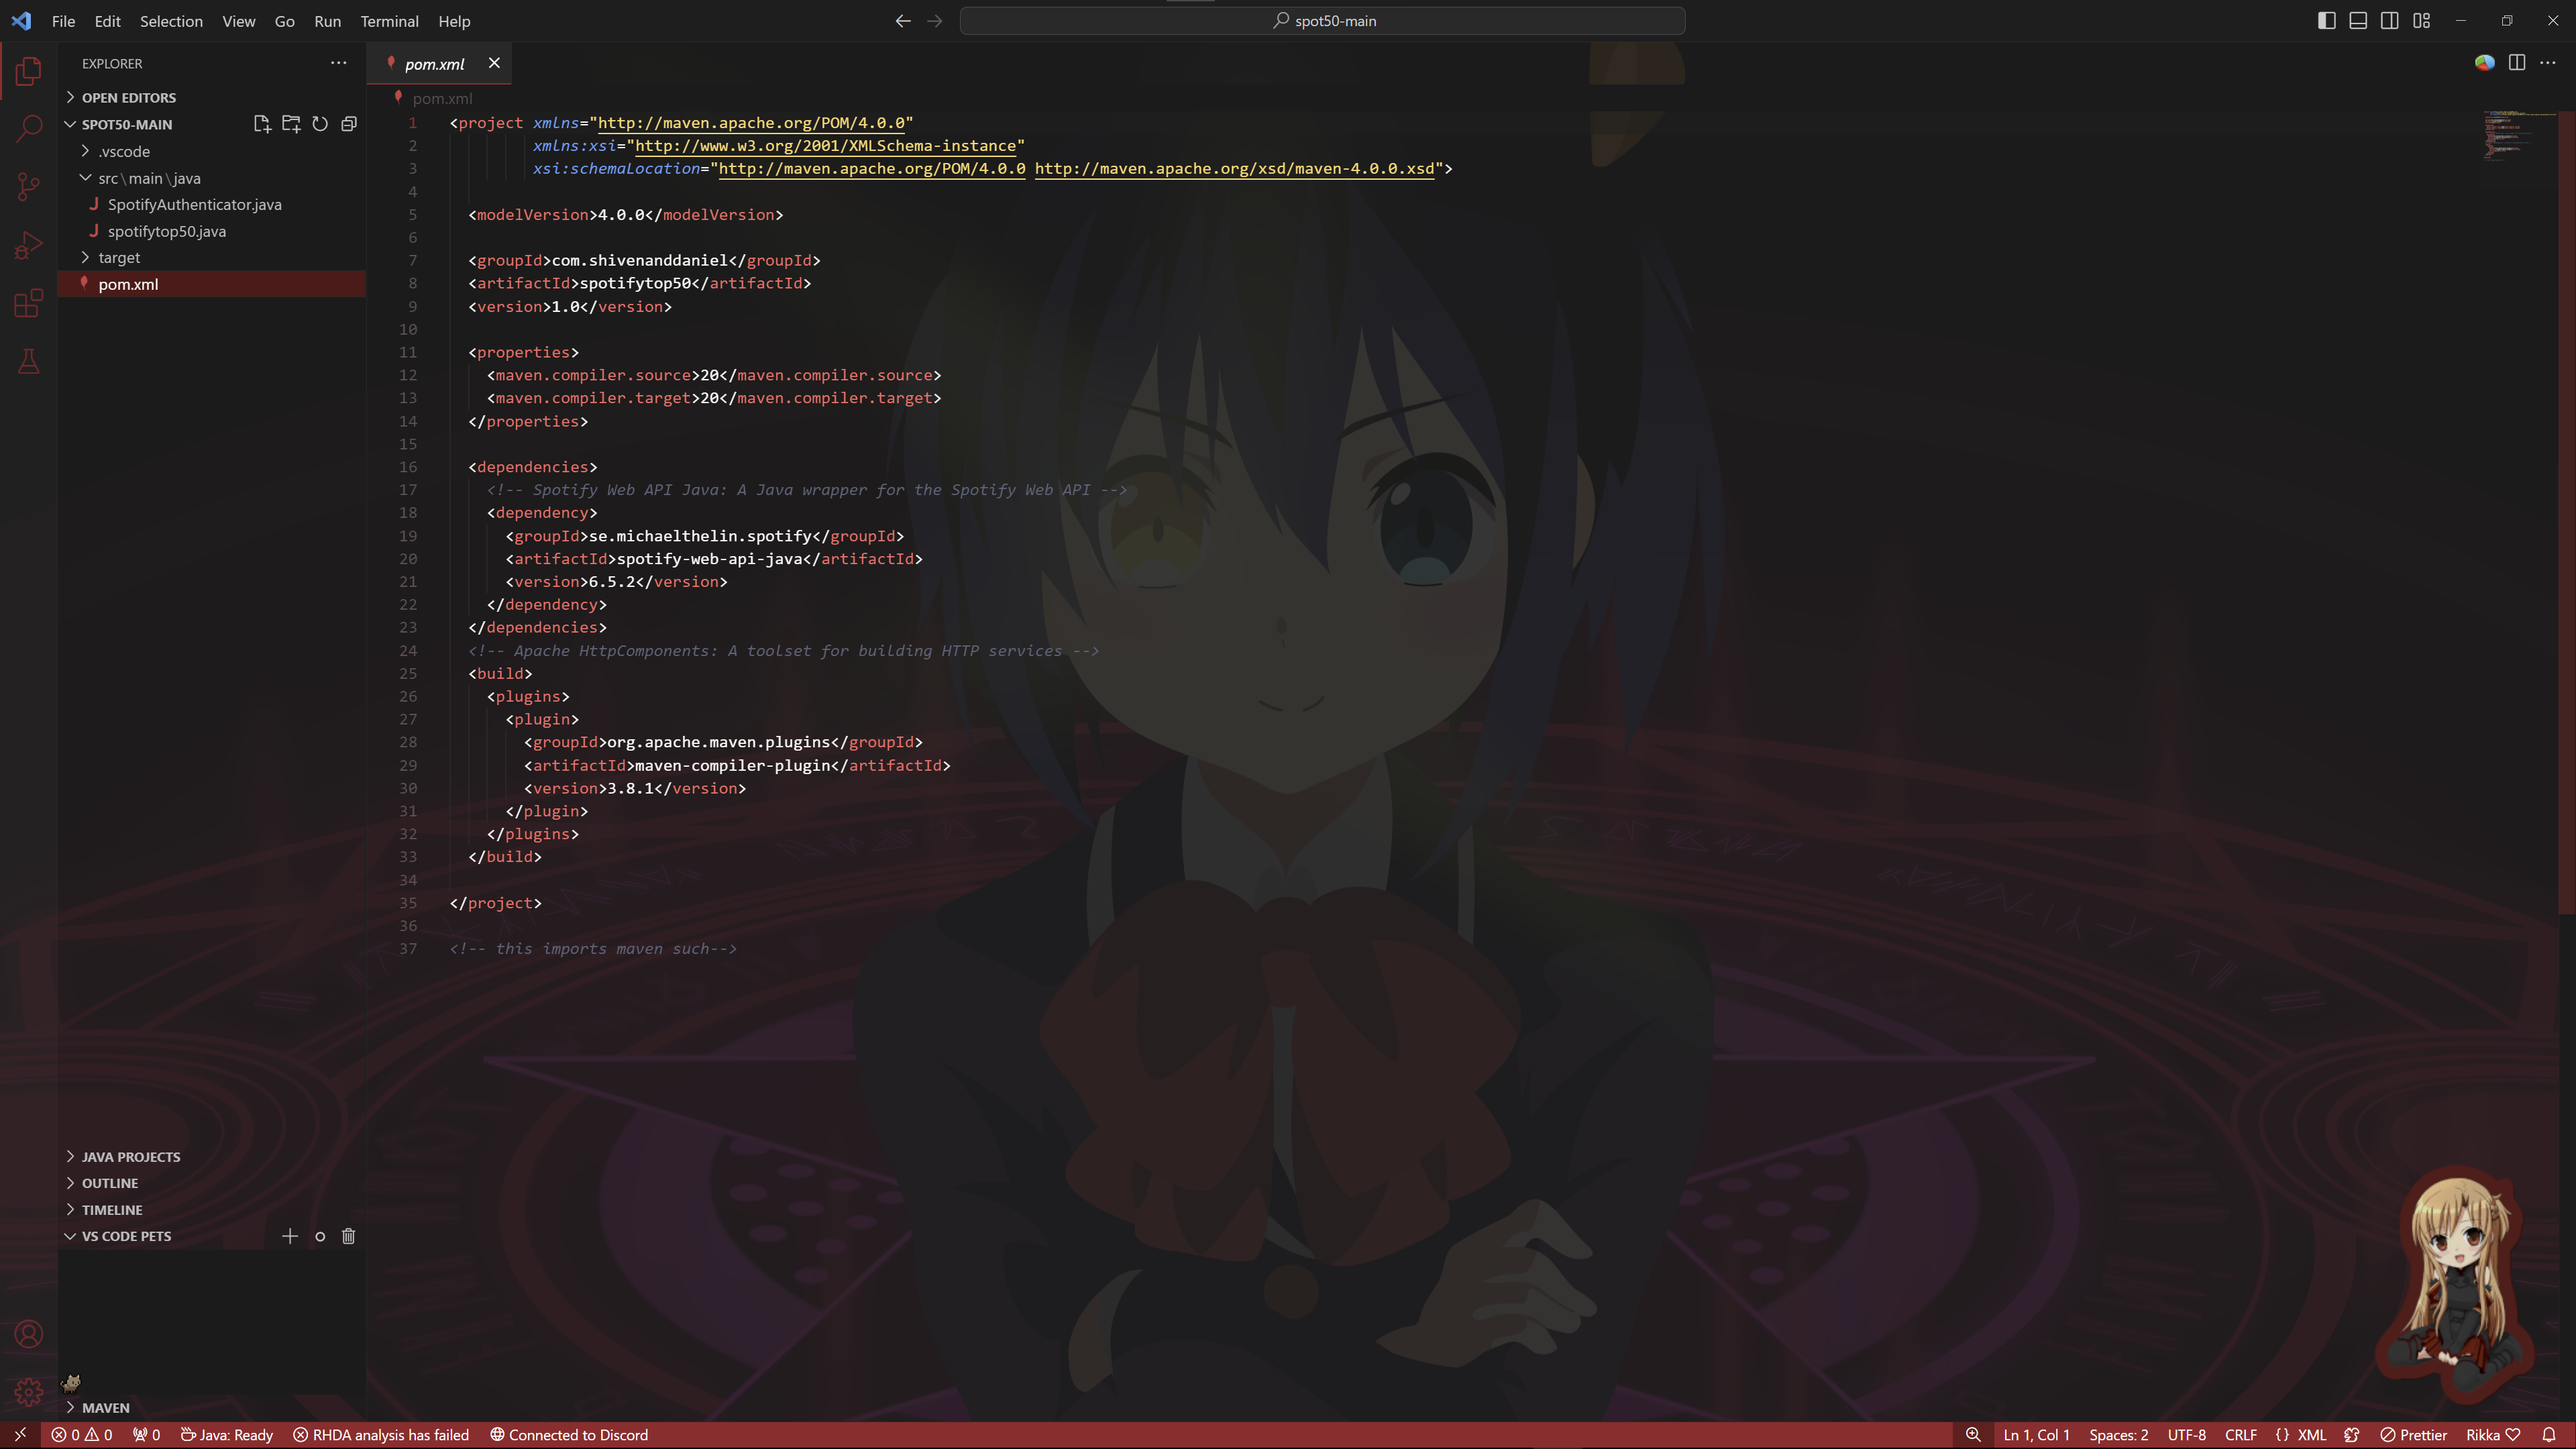 File Edit Selection View Go Run Terminal Help
spot50-main
EXPLORER
OPEN EDITORS
SPOT50-MAIN
.vscode
src\main\java
SpotifyAuthenticator.java
spotifytop50.java
target
pom.xml
JAVA PROJECTS
OUTLINE
TIMELINE
VS CODE PETS
MAVEN
pom.xml
pom.xml
1 <project xmlns="http://maven.apache.org/POM/4.0.0"
2 xmlns:xsi="http://www.w3.org/2001/XMLSchema-instance"
3 xsi:schemaLocation="http://maven.apache.org/POM/4.0.0 http://maven.apache.org/xsd/maven-4.0.0.xsd">
4
5 <modelVersion>4.0.0</modelVersion>
6
7 <groupId>com.shivenanddaniel</groupId>
8 <artifactId>spotifytop50</artifactId>
9 <version>1.0</version>
10
11 <properties>
12 <maven.compiler.source>20</maven.compiler.source>
13 <maven.compiler.target>20</maven.compiler.target>
14 </properties>
15
16 <dependencies>
17 <!-- Spotify Web API Java: A Java wrapper for the Spotify Web API -->
18 <dependency>
19 <groupId>se.michaelthelin.spotify</groupId>
20 <artifactId>spotify-web-api-java</artifactId>
21 <version>6.5.2</version>
22 </dependency>
23 </dependencies>
24 <!-- Apache HttpComponents: A toolset for building HTTP services -->
25 <build>
26 <plugins>
27 <plugin>
28 <groupId>org.apache.maven.plugins</groupId>
29 <artifactId>maven-compiler-plugin</artifactId>
30 <version>3.8.1</version>
31 </plugin>
32 </plugins>
33 </build>
34
35 </project>
36
37 <!-- this imports maven such-->
0 0 0 Java: Ready RHDA analysis has failed Connected to Discord
Ln 1, Col 1 Spaces: 2 UTF-8 CRLF {} XML Prettier Rikka ♡